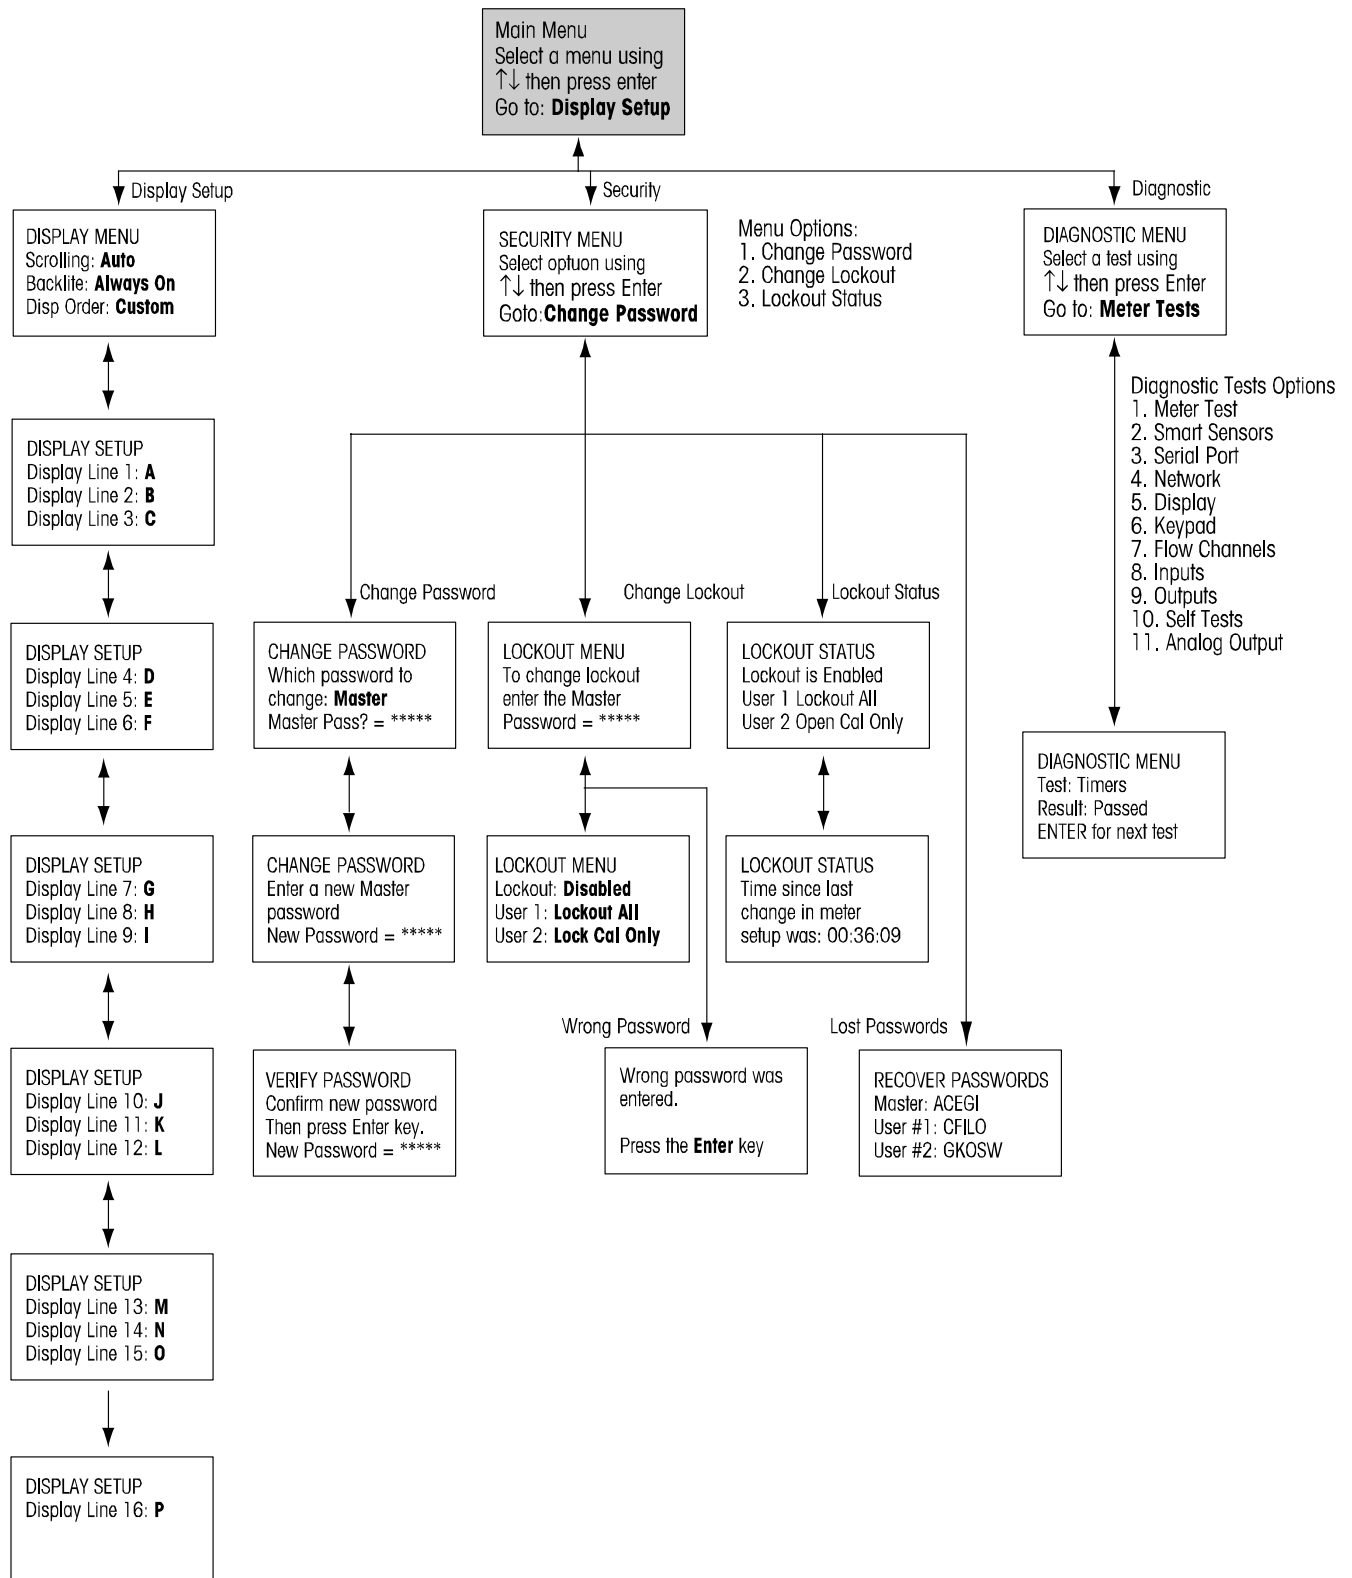 Main Menu
Select a menu using
↑↓ then press enter
Go to: Display Setup
Display Setup
Security
Diagnostic
DISPLAY MENU
Scrolling: Auto
Backlite: Always On
Disp Order: Custom
SECURITY MENU
Select optuon using
↑↓ then press Enter
Goto:Change Password
Menu Options:
1. Change Password
2. Change Lockout
3. Lockout Status
DIAGNOSTIC MENU
Select a test using
↑↓ then press Enter
Go to: Meter Tests
Diagnostic Tests Options
1. Meter Test
2. Smart Sensors
3. Serial Port
4. Network
5. Display
6. Keypad
7. Flow Channels
8. Inputs
9. Outputs
10. Self Tests
11. Analog Output
DISPLAY SETUP
Display Line 1: A
Display Line 2: B
Display Line 3: C
Change Password
Change Lockout
Lockout Status
DISPLAY SETUP
Display Line 4: D
Display Line 5: E
Display Line 6: F
CHANGE PASSWORD
Which password to
change: Master
Master Pass? = *****
LOCKOUT MENU
To change lockout
enter the Master
Password = *****
LOCKOUT STATUS
Lockout is Enabled
User 1 Lockout All
User 2 Open Cal Only
DIAGNOSTIC MENU
Test: Timers
Result: Passed
ENTER for next test
DISPLAY SETUP
Display Line 7: G
Display Line 8: H
Display Line 9: I
CHANGE PASSWORD
Enter a new Master
password
New Password = *****
LOCKOUT MENU
Lockout: Disabled
User 1: Lockout All
User 2: Lock Cal Only
LOCKOUT STATUS
Time since last
change in meter
setup was: 00:36:09
Wrong Password
Lost Passwords
DISPLAY SETUP
Display Line 10: J
Display Line 11: K
Display Line 12: L
VERIFY PASSWORD
Confirm new password
Then press Enter key.
New Password = *****
Wrong password was
entered.
Press the Enter key
RECOVER PASSWORDS
Master: ACEGI
User #1: CFILO
User #2: GKOSW
DISPLAY SETUP
Display Line 13: M
Display Line 14: N
Display Line 15: O
DISPLAY SETUP
Display Line 16: P